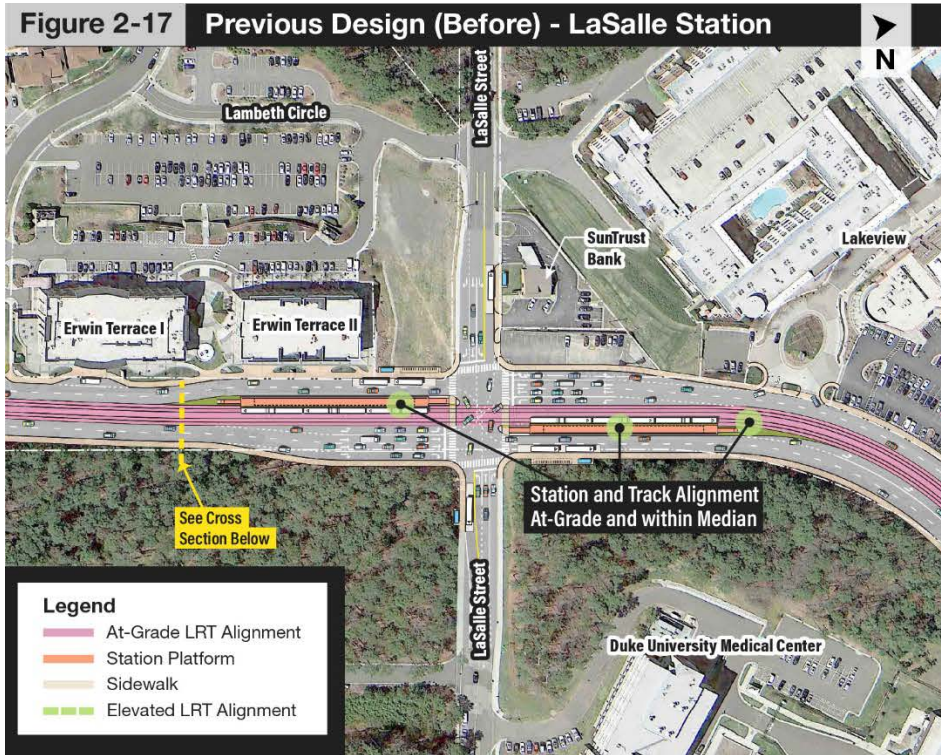 Figure 2-17 Previous Design (Before) - LaSalle Station
N
LaSalle Street
Lambeth Circle
SunTrust
Bank
Lakeview
Erwin Terrace I
Erwin Terrace II
Station and Track Alignment
At-Grade and within Median
See Cross
Section Below
LaSalle Street
Duke University Medical Center
Legend
At-Grade LRT Alignment
Station Platform
Sidewalk
Elevated LRT Alignment